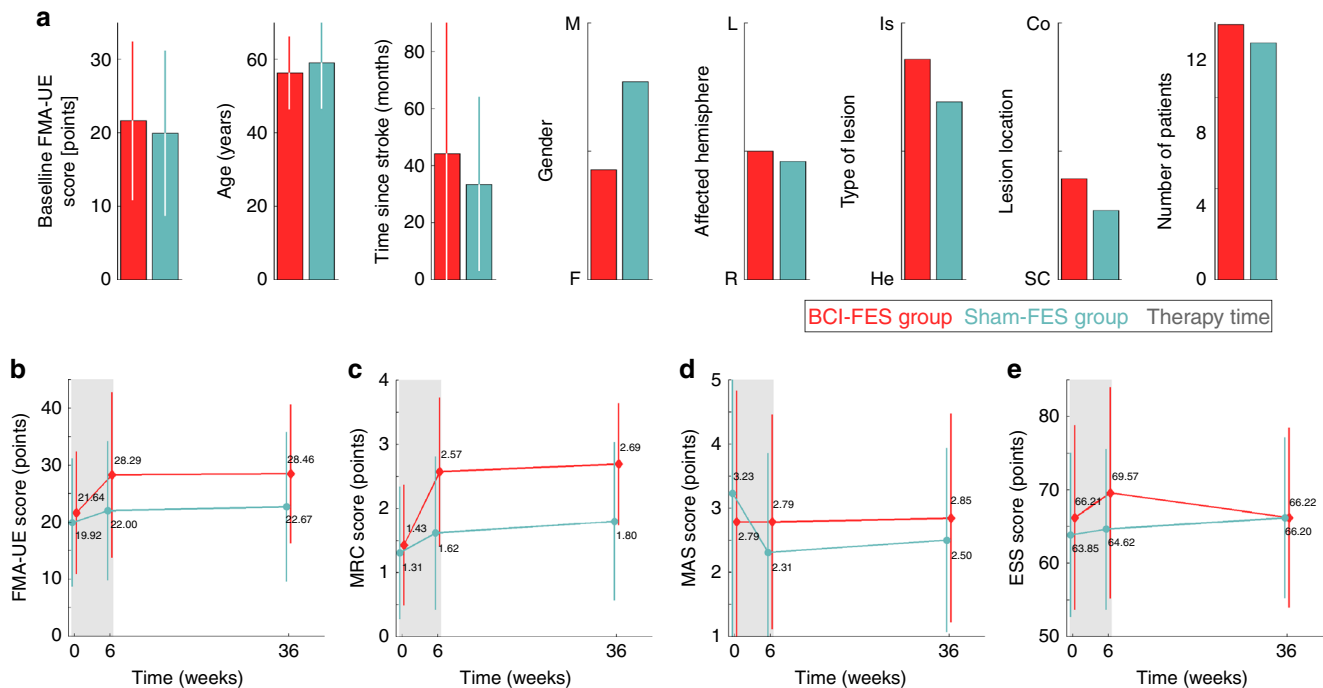 a
Baseline FMA-UE
score [points]
30
20
10
0
Age (years)
60
40
20
0
Time since stroke (months)
80
60
40
20
0
Gender
M
F
Affected hemisphere
L
R
Type of lesion
Is
He
Lesion location
Co
SC
Number of patients
12
8
4
0
BCI-FES group Sham-FES group Therapy time
b
FMA-UE score (points)
40
30
20
10
0
21.64
19.92
28.29
22.00
28.46
22.67
0 6 36
Time (weeks)
c
MRC score (points)
4
3
2
1
0
1.43
1.31
2.57
1.62
2.69
1.80
0 6 36
Time (weeks)
d
MAS score (points)
5
4
3
2
1
3.23
2.79
2.79
2.31
2.85
2.50
0 6 36
Time (weeks)
e
ESS score (points)
80
70
60
50
66.21
63.85
69.57
64.62
66.22
66.20
0 6 36
Time (weeks)